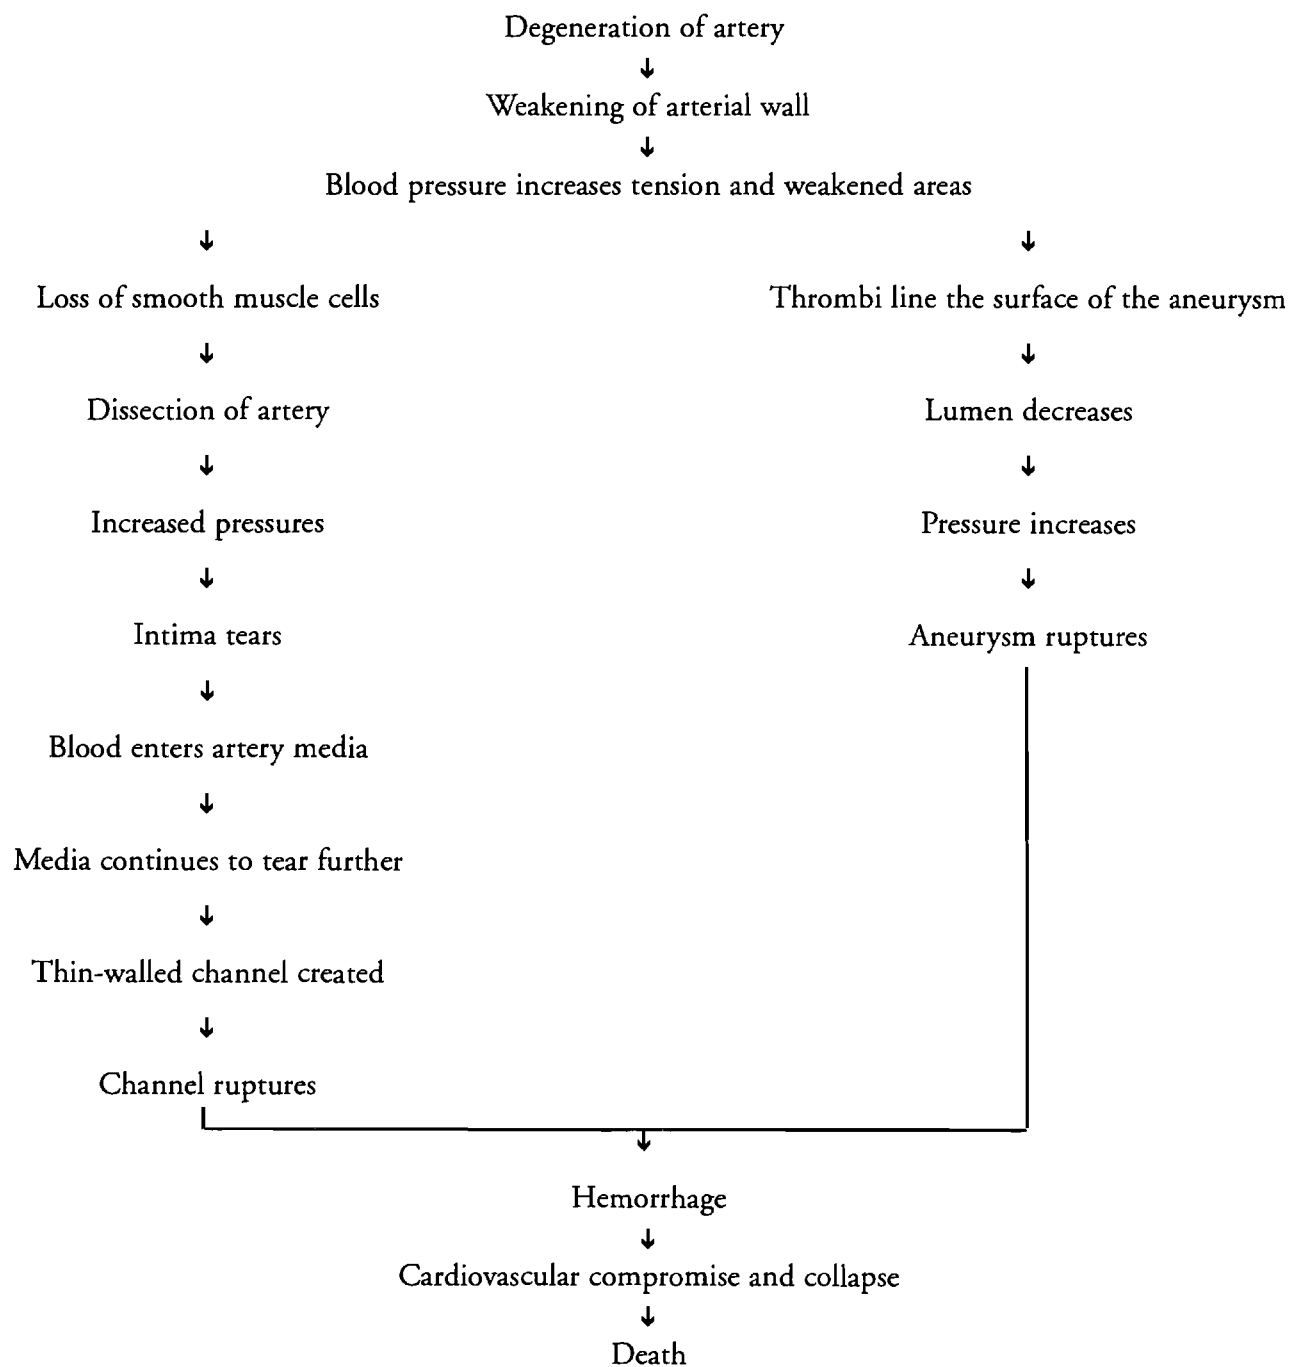 Degeneration of artery
Weakening of arterial wall
Blood pressure increases tension and weakened areas
Loss of smooth muscle cells
Dissection of artery
Increased pressures
Intima tears
Blood enters artery media
Media continues to tear further
Thin-walled channel created
Channel ruptures
Thrombi line the surface of the aneurysm
Lumen decreases
Pressure increases
Aneurysm ruptures
Hemorrhage
Cardiovascular compromise and collapse
Death